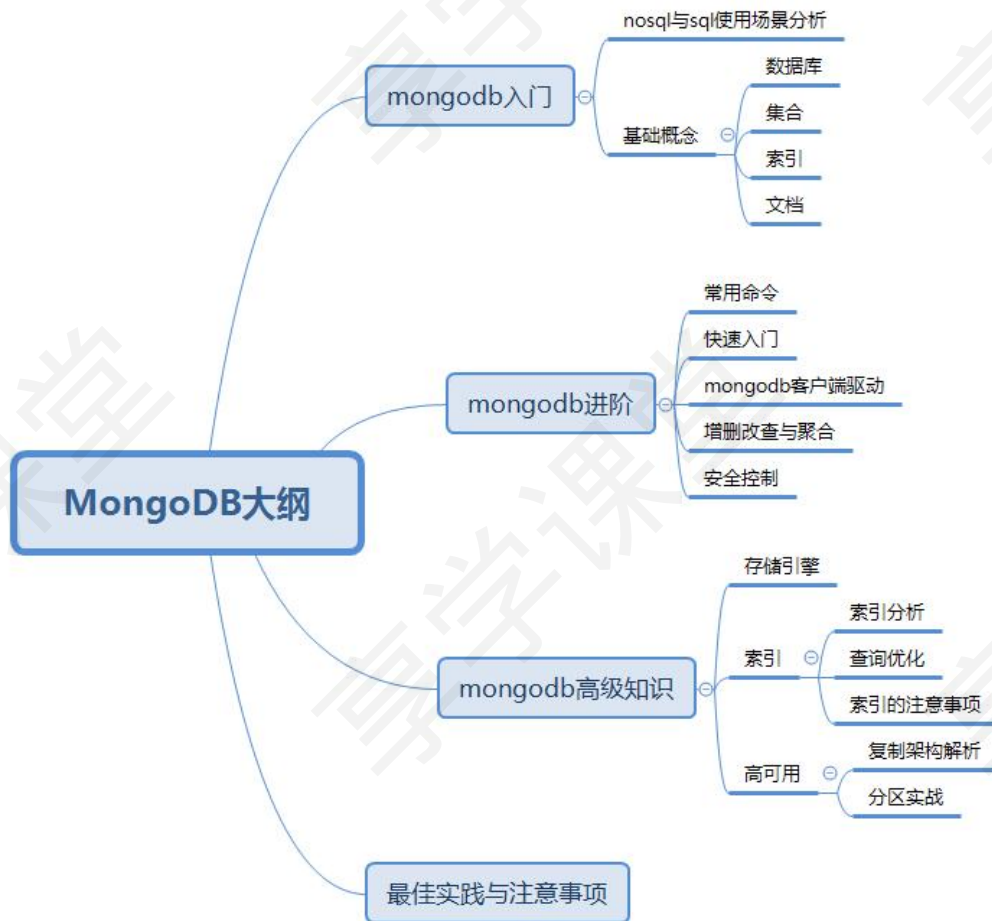 MongoDB大纲
mongodb入门
nosql与sql使用场景分析
基础概念
数据库
集合
索引
文档
mongodb进阶
常用命令
快速入门
mongodb客户端驱动
增删改查与聚合
安全控制
mongodb高级知识
存储引擎
索引
索引分析
查询优化
索引的注意事项
高可用
复制架构解析
分区实战
最佳实践与注意事项
享学课堂